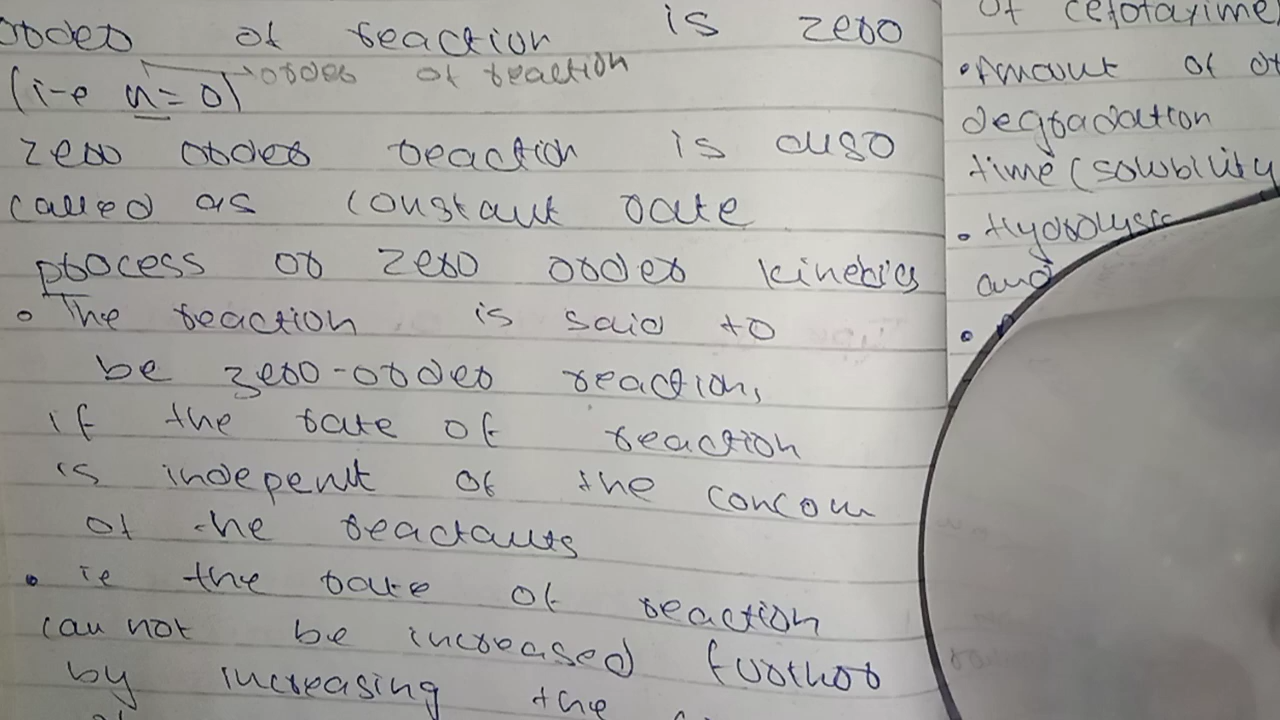 order of reaction is zero
order of reaction
(i-e n=0)
zero order reaction is also
called as constant rate
process or zero order kinetics
• The reaction is said to
be zero-order reaction,
if the rate of reaction
is indepent of the concom
of the reactants
• ie the rate of reaction
can not be increased further
by increasing the
of cefotaxime
• Amount of
degradation
time (solubility
• Hydrolysis
and